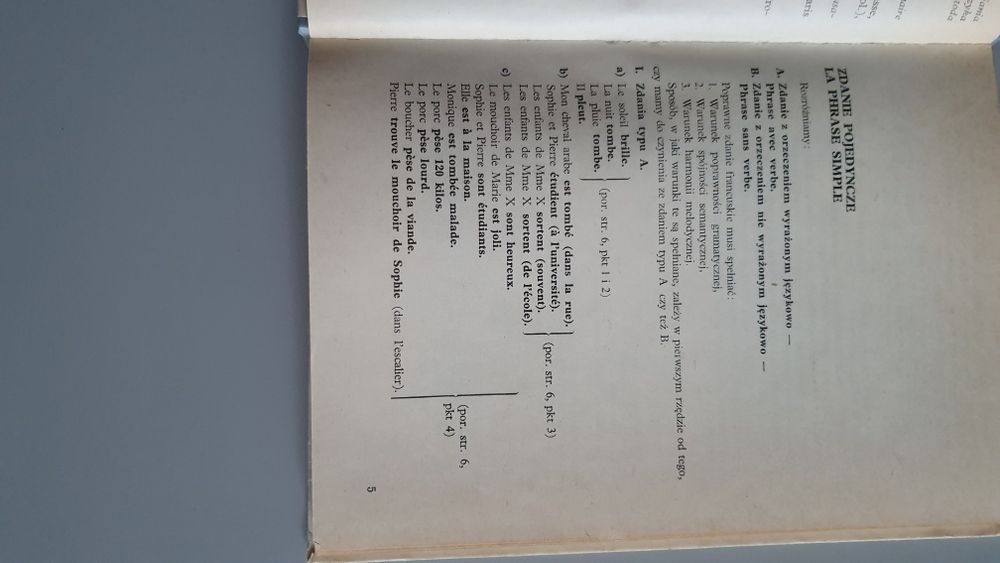 ZDANIE POJEDYNCZE
LA PHRASE SIMPLE
Rozróżniamy:
A. Zdanie z orzeczeniem wyrażonym językowo —
Phrase avec verbe.
B. Zdanie z orzeczeniem nie wyrażonym językowo —
Phrase sans verbe.
Poprawne zdanie francuskie musi spełniać:
1. Warunek poprawności gramatycznej,
2. Warunek spójności semantycznej,
3. Warunek harmonii melodycznej.
Sposób, w jaki warunki te są spełniane, zależy w pierwszym rzędzie od tego,
czy mamy do czynienia ze zdaniem typu A czy też B.
I. Zdania typu A.
a) Le soleil brille.
La nuit tombe.
La pluie tombe.
Il pleut.
(por. str. 6, pkt 1 i 2)
b) Mon cheval arabe est tombé (dans la rue).
Sophie et Pierre étudient (à l'université).
Les enfants de Mme X sortent (souvent).
Les enfants de Mme X sortent (de l'école).
(por. str. 6, pkt 3)
c) Les enfants de Mme X sont heureux.
Le mouchoir de Marie est joli.
Sophie et Pierre sont étudiants.
Elle est à la maison.
Monique est tombée malade.
Le porc pèse 120 kilos.
Le porc pèse lourd.
Le boucher pèse de la viande.
Pierre trouve le mouchoir de Sophie (dans l'escalier).
(por. str. 6,
pkt 4)
5